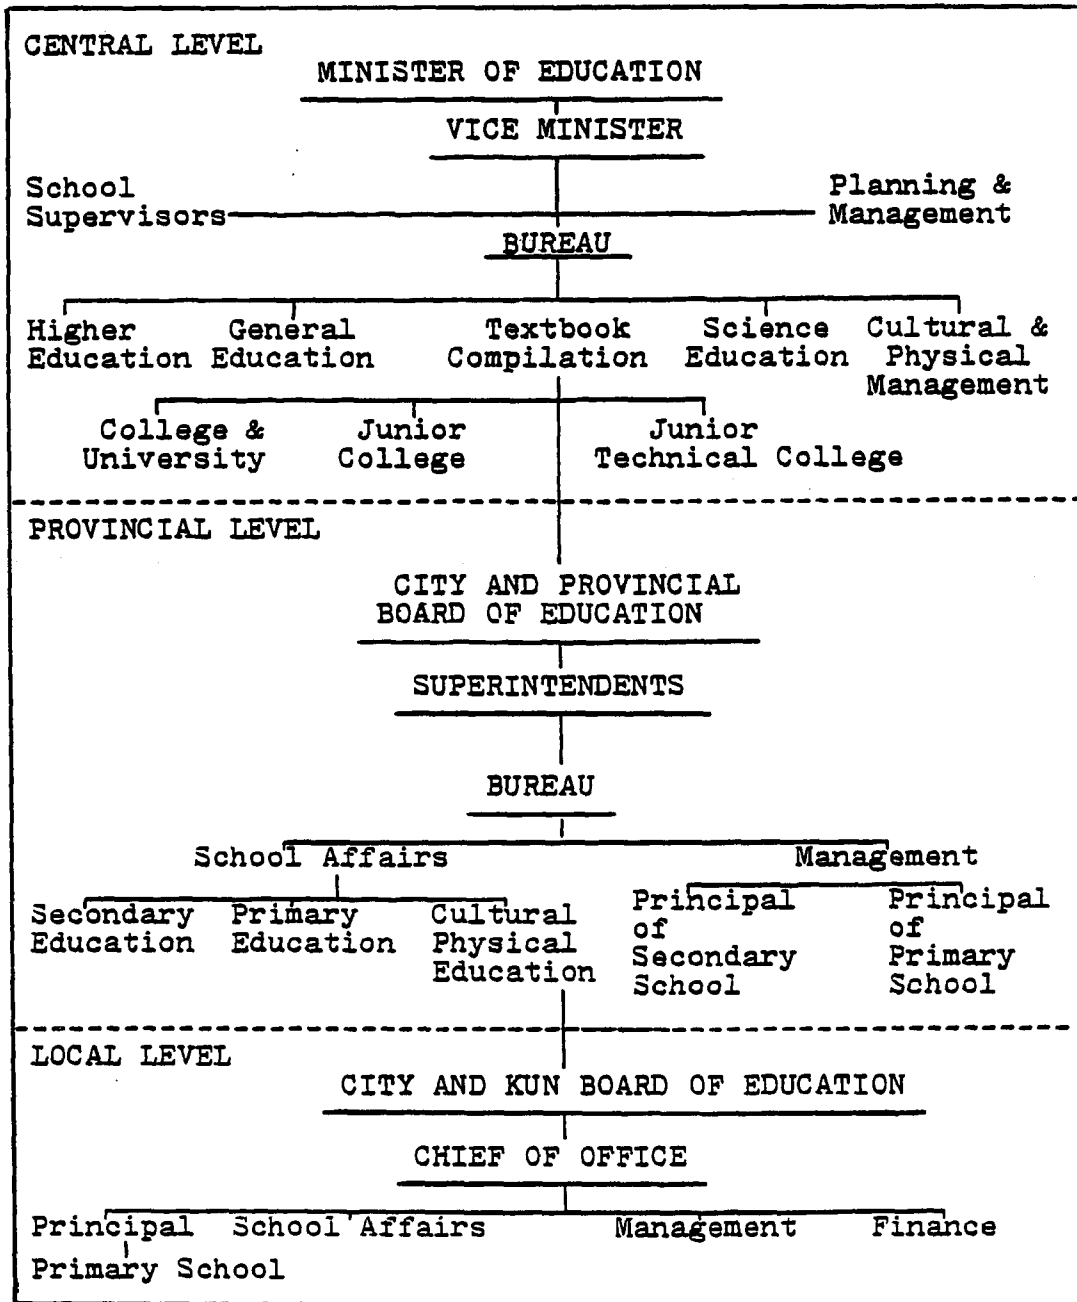 CENTRAL LEVEL
MINISTER OF EDUCATION
VICE MINISTER
School
Supervisors
Planning &
Management
BUREAU
Higher
Education
General
Education
Textbook
Compilation
Science
Education
Cultural &
Physical
Management
College &
University
Junior
College
Junior
Technical College
PROVINCIAL LEVEL
CITY AND PROVINCIAL
BOARD OF EDUCATION
SUPERINTENDENTS
BUREAU
School Affairs
Management
Secondary
Education
Primary
Education
Cultural
Physical
Education
Principal
of
Secondary
School
Principal
of
Primary
School
LOCAL LEVEL
CITY AND KUN BOARD OF EDUCATION
CHIEF OF OFFICE
Principal
School Affairs
Management
Finance
Primary School